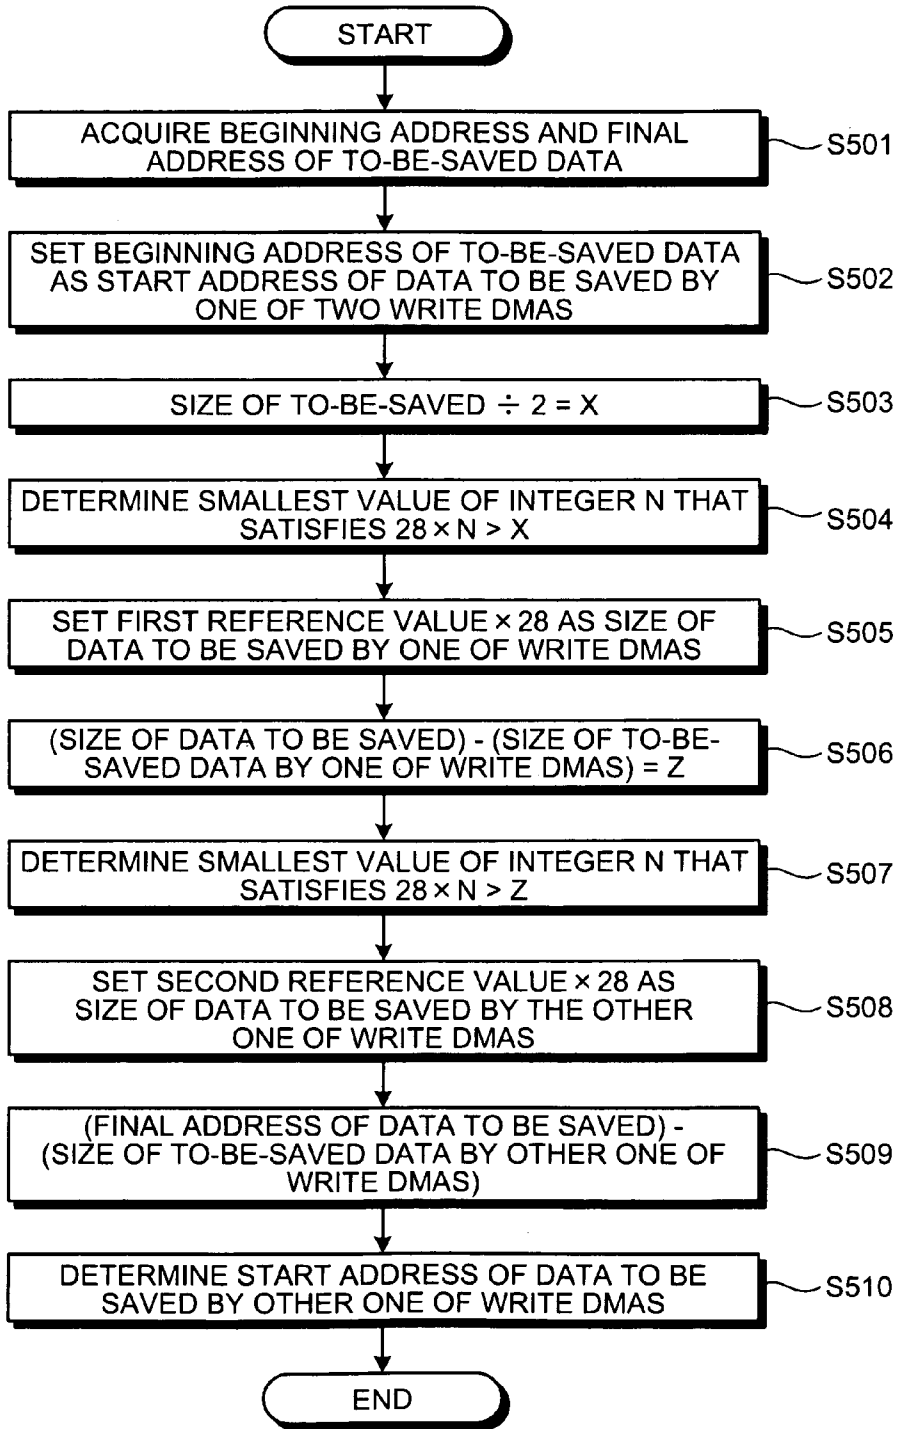 START
ACQUIRE BEGINNING ADDRESS AND FINAL
ADDRESS OF TO-BE-SAVED DATA
S501
SET BEGINNING ADDRESS OF TO-BE-SAVED DATA
AS START ADDRESS OF DATA TO BE SAVED BY
ONE OF TWO WRITE DMAS
S502
SIZE OF TO-BE-SAVED ÷ 2 = X
S503
DETERMINE SMALLEST VALUE OF INTEGER N THAT
SATISFIES 28 × N > X
S504
SET FIRST REFERENCE VALUE × 28 AS SIZE OF
DATA TO BE SAVED BY ONE OF WRITE DMAS
S505
(SIZE OF DATA TO BE SAVED) - (SIZE OF TO-BE-
SAVED DATA BY ONE OF WRITE DMAS) = Z
S506
DETERMINE SMALLEST VALUE OF INTEGER N THAT
SATISFIES 28 × N > Z
S507
SET SECOND REFERENCE VALUE × 28 AS
SIZE OF DATA TO BE SAVED BY THE OTHER
ONE OF WRITE DMAS
S508
(FINAL ADDRESS OF DATA TO BE SAVED) -
(SIZE OF TO-BE-SAVED DATA BY OTHER ONE OF
WRITE DMAS)
S509
DETERMINE START ADDRESS OF DATA TO BE
SAVED BY OTHER ONE OF WRITE DMAS
S510
END